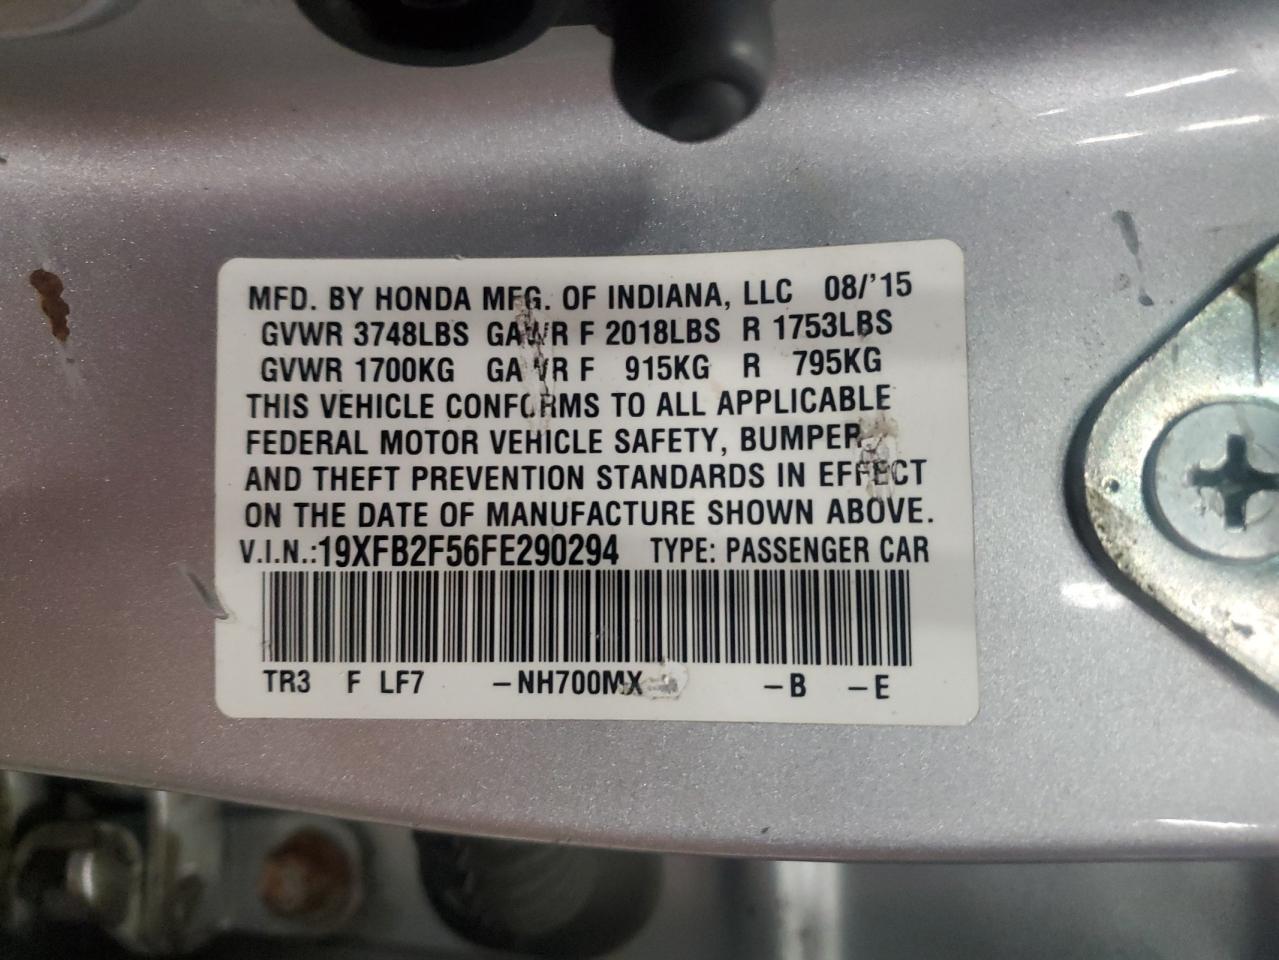 MFD. BY HONDA MFG. OF INDIANA, LLC 08/'15
GVWR 3748LBS GAWR F 2018LBS R 1753LBS
GVWR 1700KG GAWR F 915KG R 795KG
THIS VEHICLE CONFORMS TO ALL APPLICABLE
FEDERAL MOTOR VEHICLE SAFETY, BUMPER,
AND THEFT PREVENTION STANDARDS IN EFFECT
ON THE DATE OF MANUFACTURE SHOWN ABOVE.
V.I.N.:19XFB2F56FE290294 TYPE: PASSENGER CAR
TR3 F LF7 -NH700MX -B -E